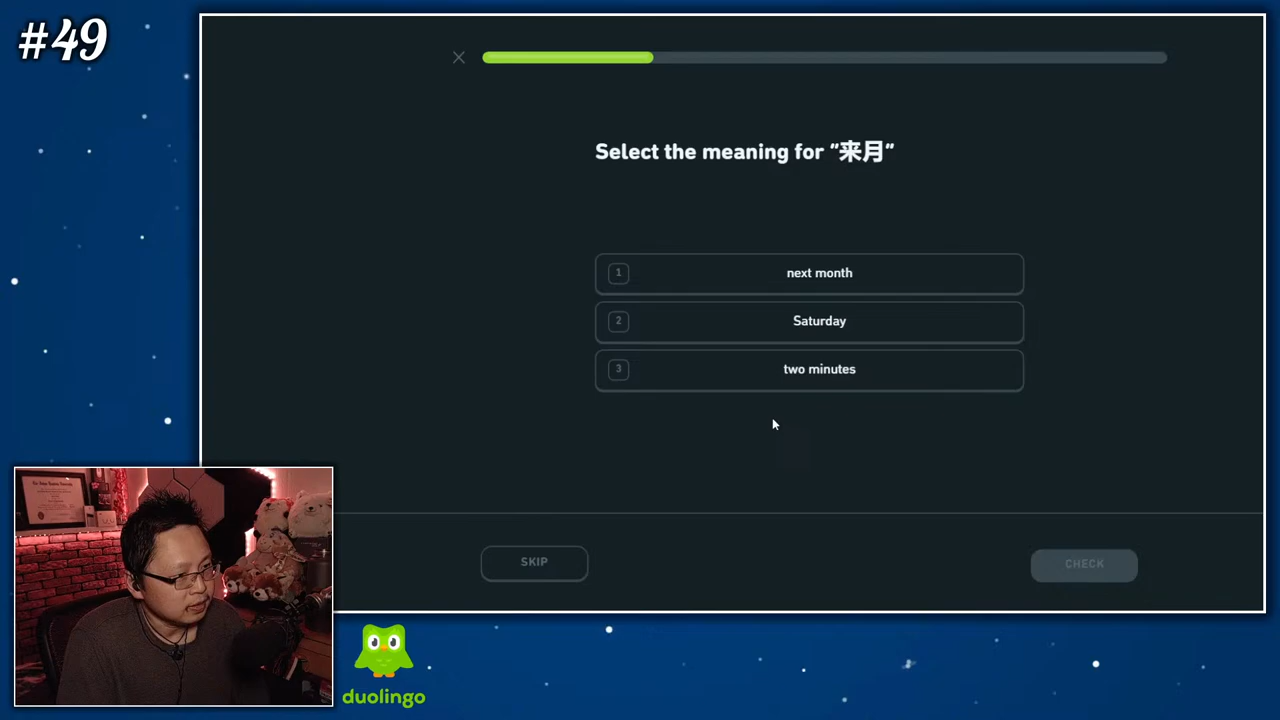 #49
Select the meaning for “来月”
1 next month
2 Saturday
3 two minutes
SKIP
CHECK
duolingo